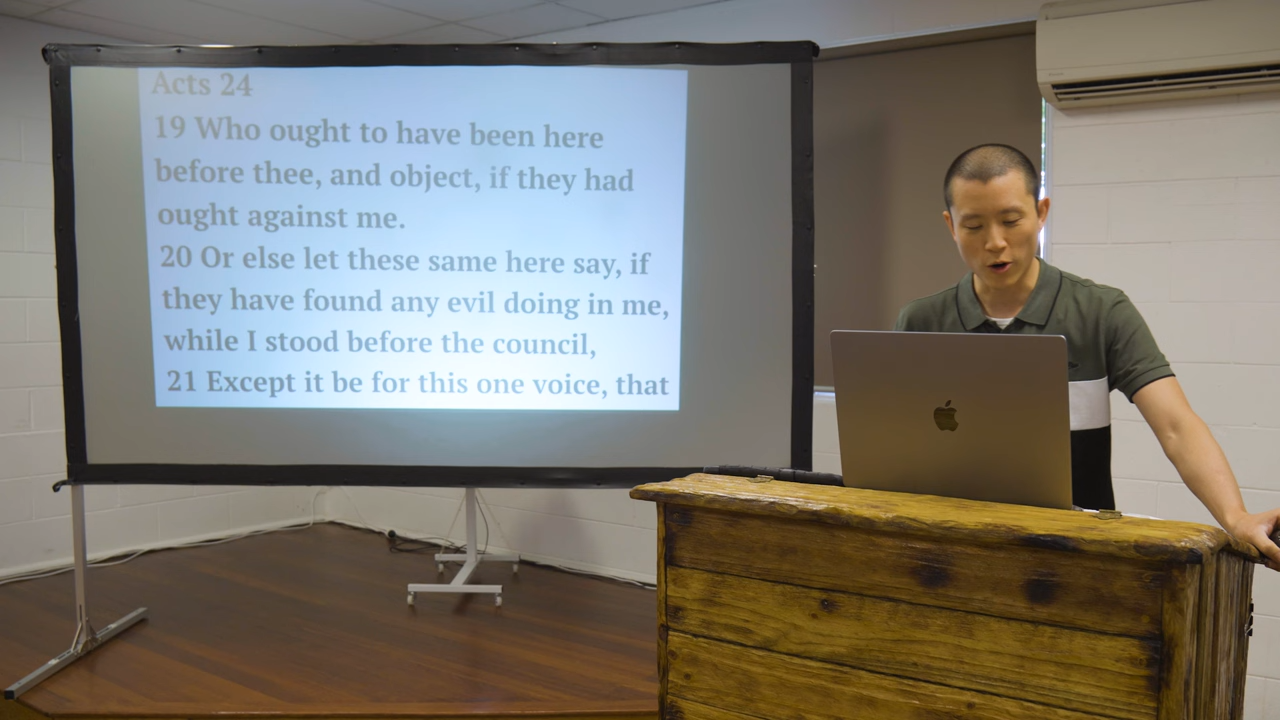 Acts 24
19 Who ought to have been here
before thee, and object, if they had
ought against me.
20 Or else let these same here say, if
they have found any evil doing in me,
while I stood before the council,
21 Except it be for this one voice, that